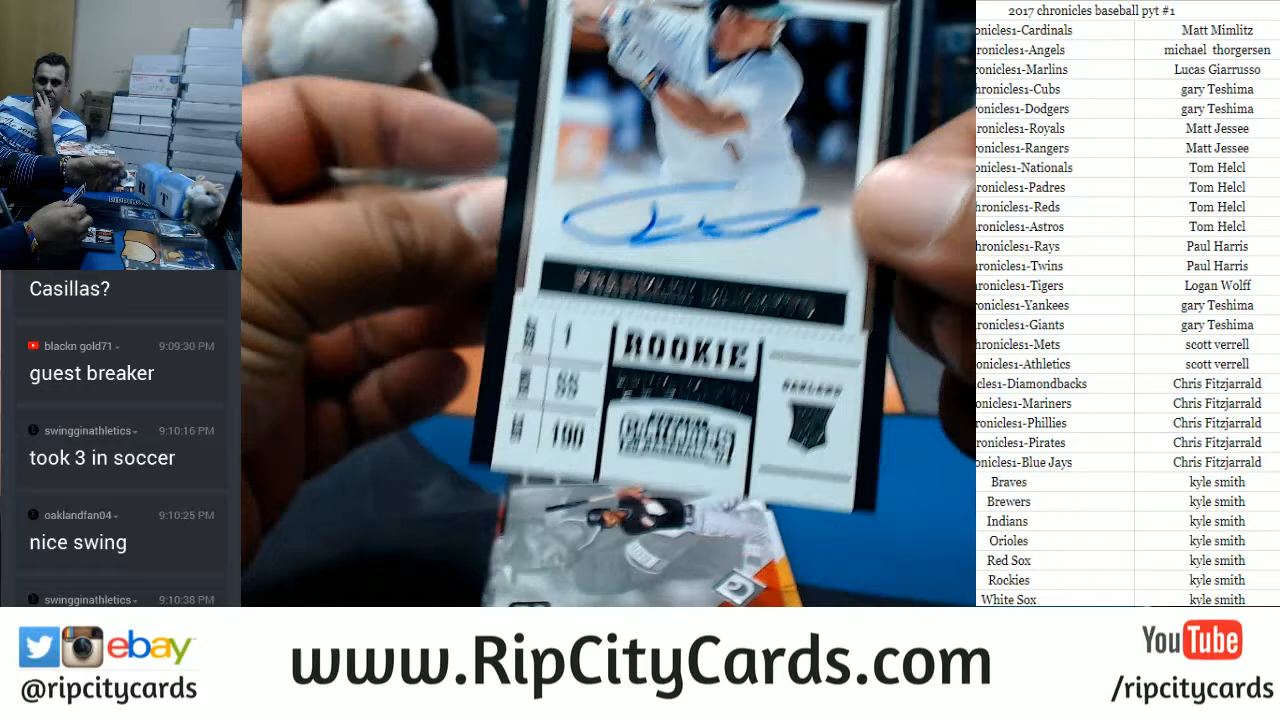 2017 chronicles baseball pyt #1
onicles1-Cardinals Matt Mimlitz
ronicles1-Angels michael thorgersen
ronicles1-Marlins Lucas Giarrusso
hronicles1-Cubs gary Teshima
hronicles1-Dodgers gary Teshima
hronicles1-Royals Matt Jessee
hronicles1-Rangers Matt Jessee
ronicles1-Nationals Tom Helcl
hronicles1-Padres Tom Helcl
hronicles1-Reds Tom Helcl
hronicles1-Astros Tom Helcl
hronicles1-Rays Paul Harris
hronicles1-Twins Paul Harris
hronicles1-Tigers Logan Wolff
ronicles1-Yankees gary Teshima
hronicles1-Giants gary Teshima
hronicles1-Mets scott verrell
ronicles1-Athletics scott verrell
cles1-Diamondbacks Chris Fitzjarrald
onicles1-Mariners Chris Fitzjarrald
ronicles1-Phillies Chris Fitzjarrald
ronicles1-Pirates Chris Fitzjarrald
onicles1-Blue Jays Chris Fitzjarrald
Braves kyle smith
Brewers kyle smith
Indians kyle smith
Orioles kyle smith
Red Sox kyle smith
Rockies kyle smith
White Sox kyle smith
Casillas?
blackn gold71 9:09:30 PM
guest breaker
swingginathletics 9:10:16 PM
took 3 in soccer
oaklandfan04 9:10:25 PM
nice swing
swingginathletics 9:10:38 PM
ROOKIE
1
88
190
OAKLAND
ebay
@ripcitycards
www.RipCityCards.com
YouTube
/ripcitycards